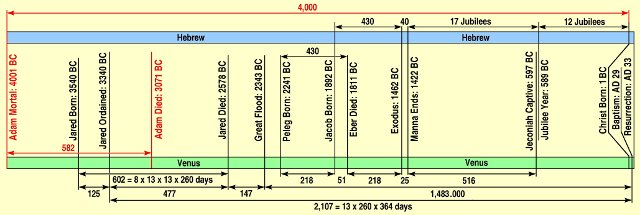 4,000
430
40
17 Jubilees
12 Jubilees
Hebrew
Hebrew
430
Adam Mortal: 4001 BC
Jared Born: 3540 BC
Jared Ordained: 3340 BC
Adam Died: 3071 BC
Jared Died: 2578 BC
Great Flood: 2343 BC
Peleg Born: 2241 BC
Jacob Born: 1892 BC
Eber Died: 1811 BC
Exodus: 1462 BC
Manna Ends: 1422 BC
Jeconiah Captive: 597 BC
Jubilee Year: 589 BC
Christ Born: 1 BC
Baptism: AD 29
Resurrection: AD 33
582
Venus
Venus
602 = 8 x 13 x 13 x 260 days
218
51
218
25
516
125
477
147
1,483.000
2,107 = 13 x 260 x 364 days